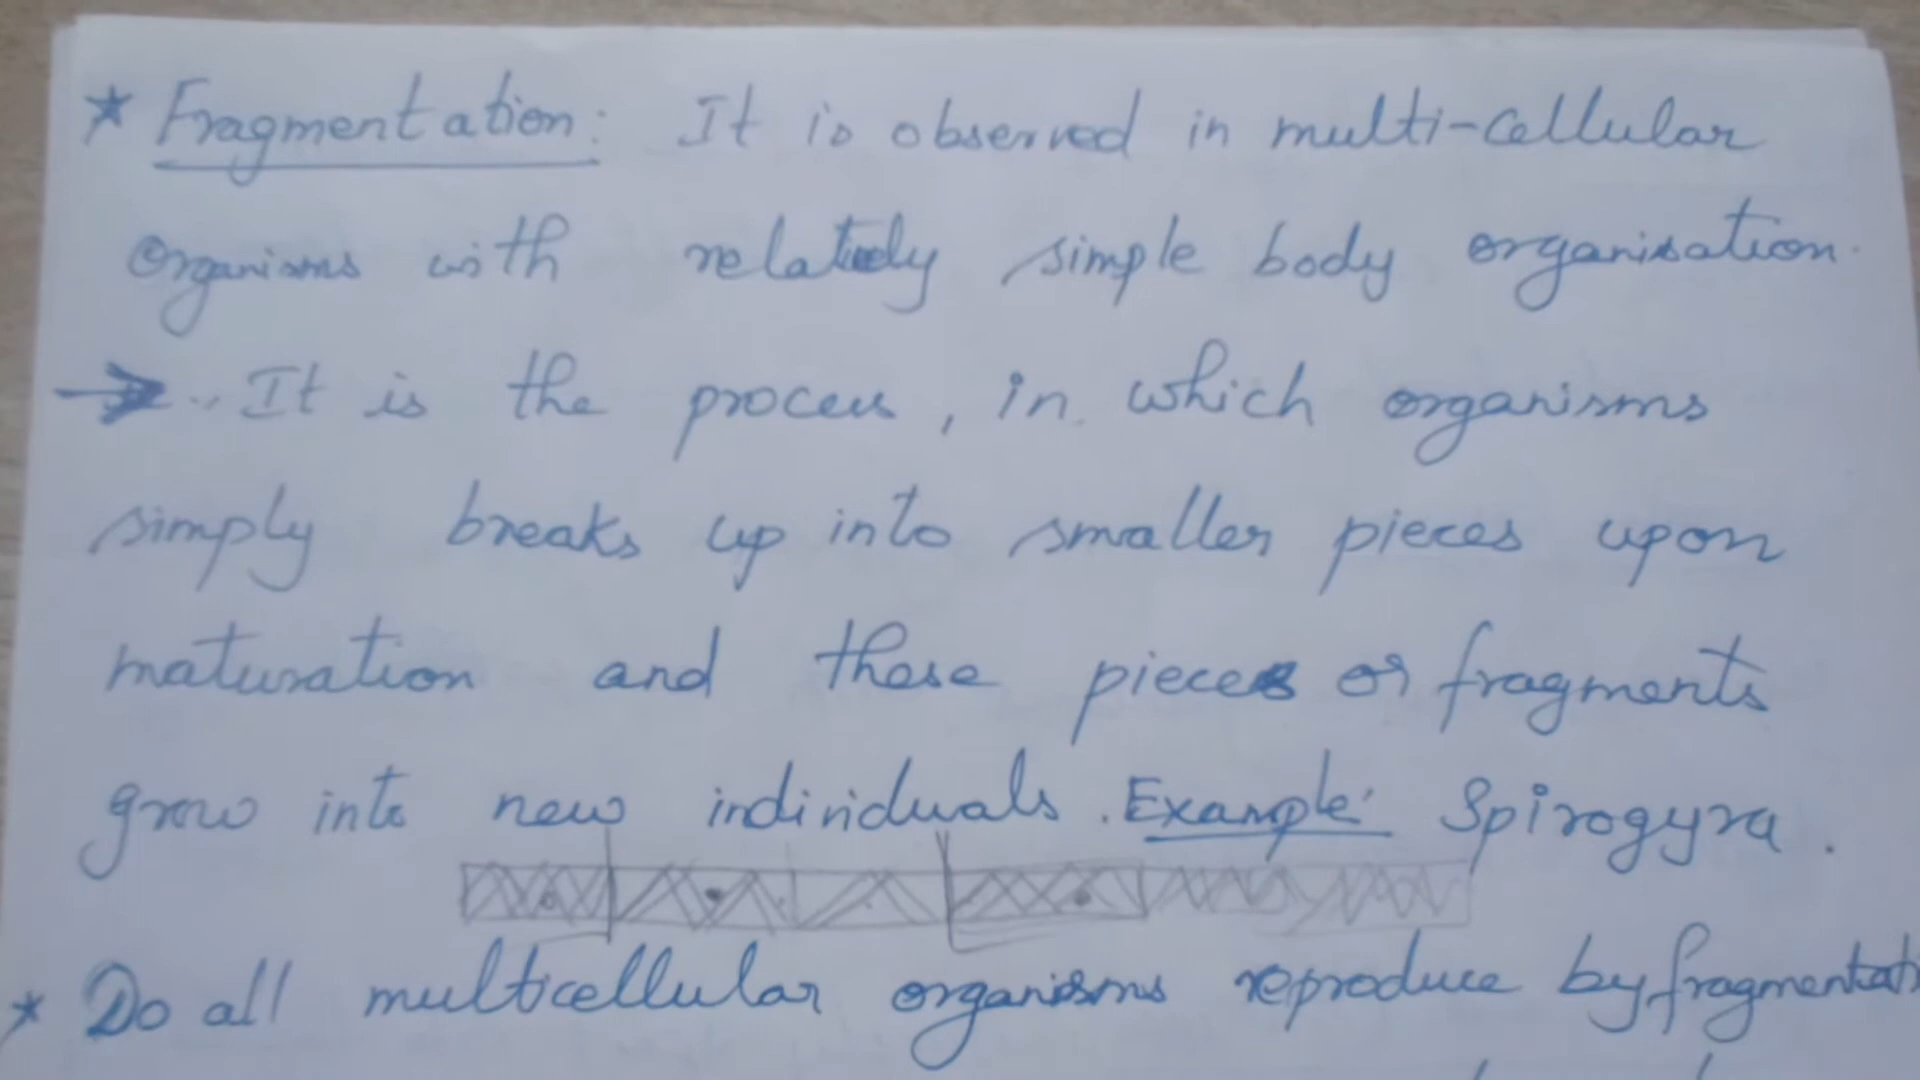 * Fragmentation: It is observed in multi-cellular
organisms with relatively simple body organisation.
→ It is the process, in which organisms
simply breaks up into smaller pieces upon
maturation and these pieces or fragments
grow into new individuals. Example: Spirogyra.
* Do all multicellular organisms reproduce by fragmentati